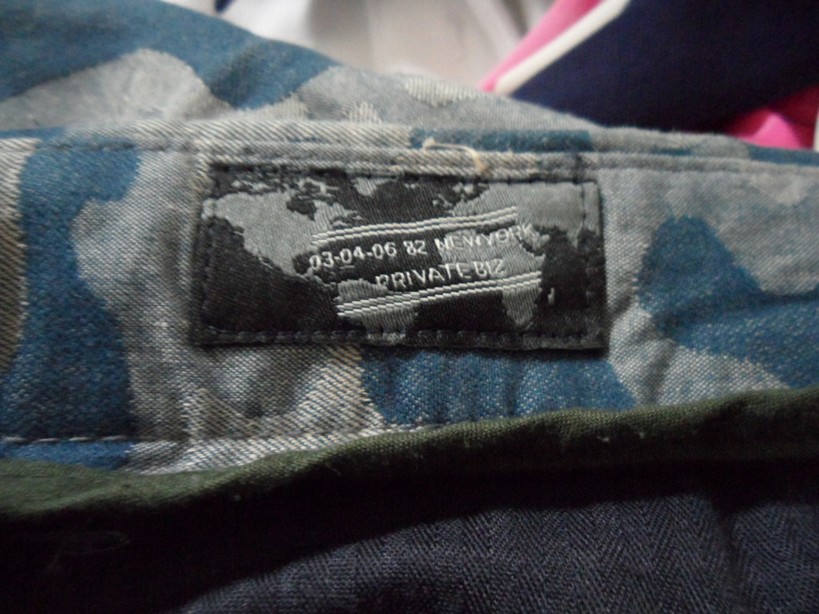 03-04-06 '82 NEWYORK
PRIVATE BIZ